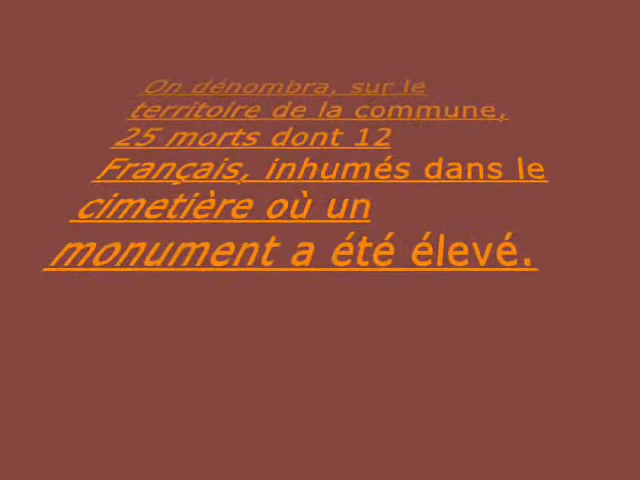 On dénombra, sur le
territoire de la commune,
25 morts dont 12
Français, inhumés dans le
cimetière où un
monument a été élevé.